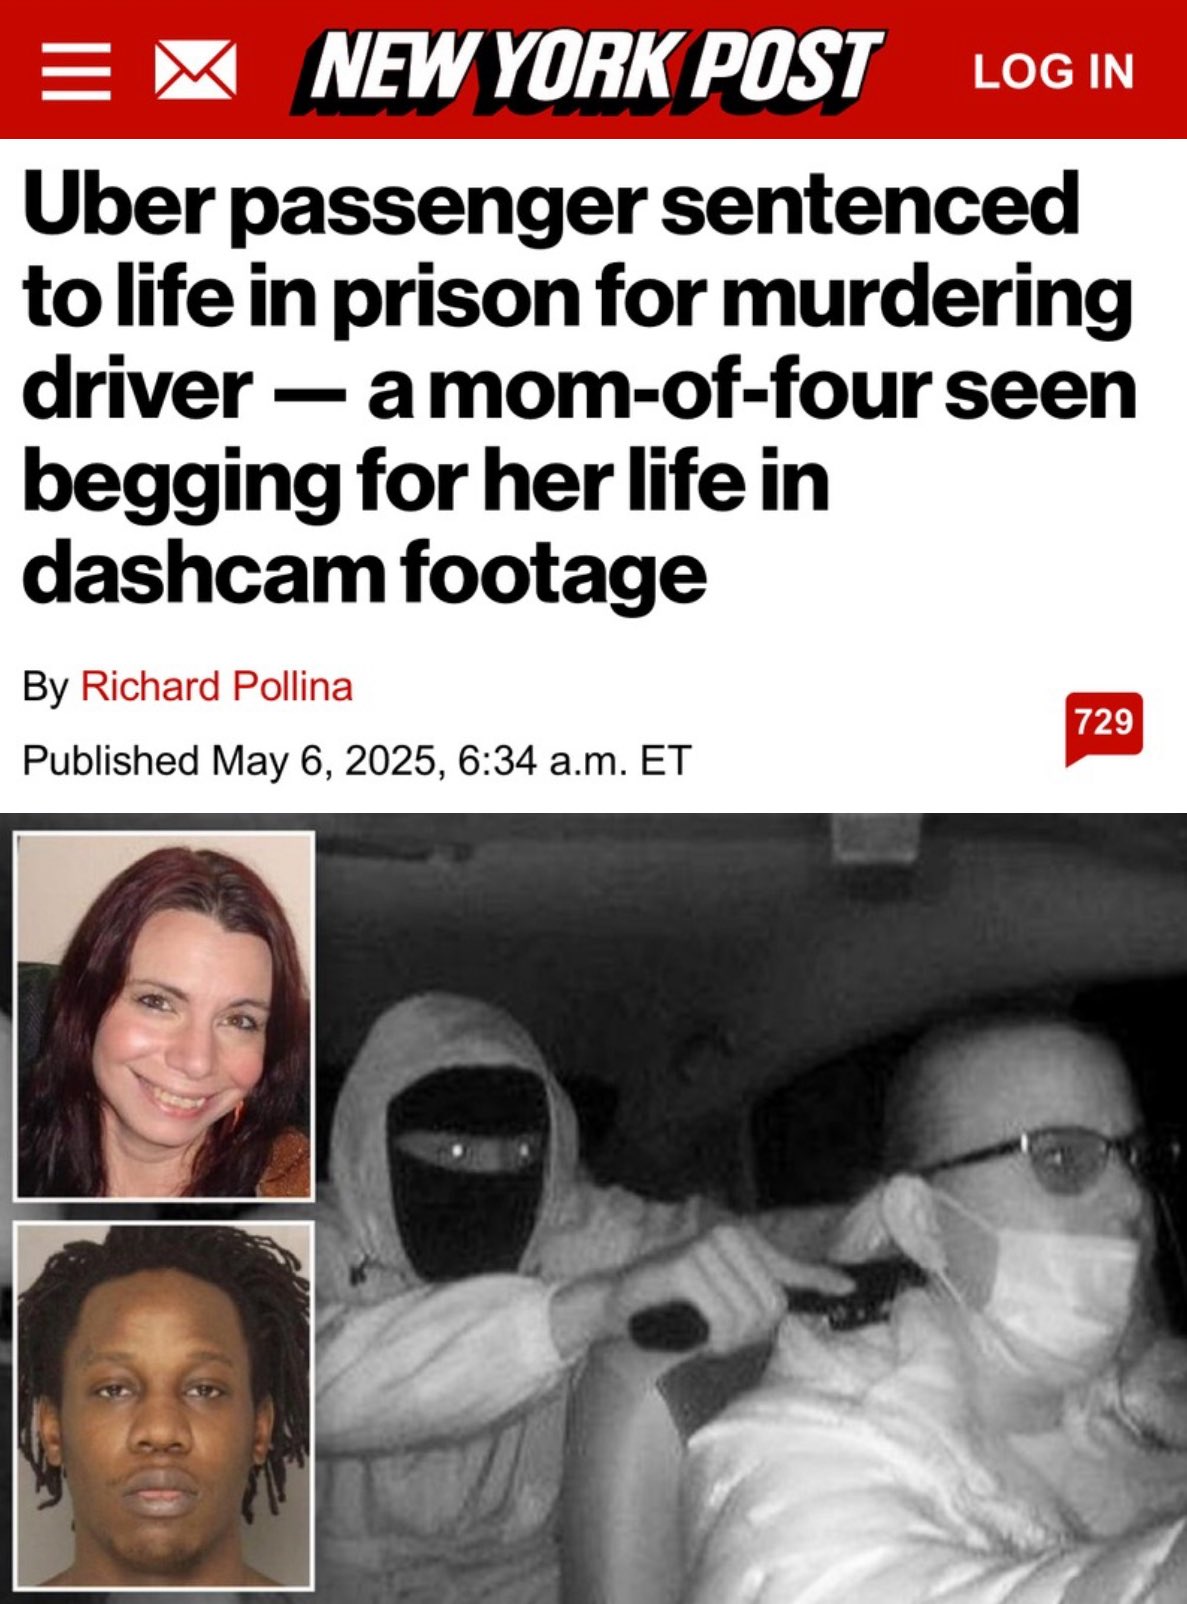 NEW YORK POST
LOG IN
Uber passenger sentenced
to life in prison for murdering
driver — a mom-of-four seen
begging for her life in
dashcam footage
By Richard Pollina
729
Published May 6, 2025, 6:34 a.m. ET